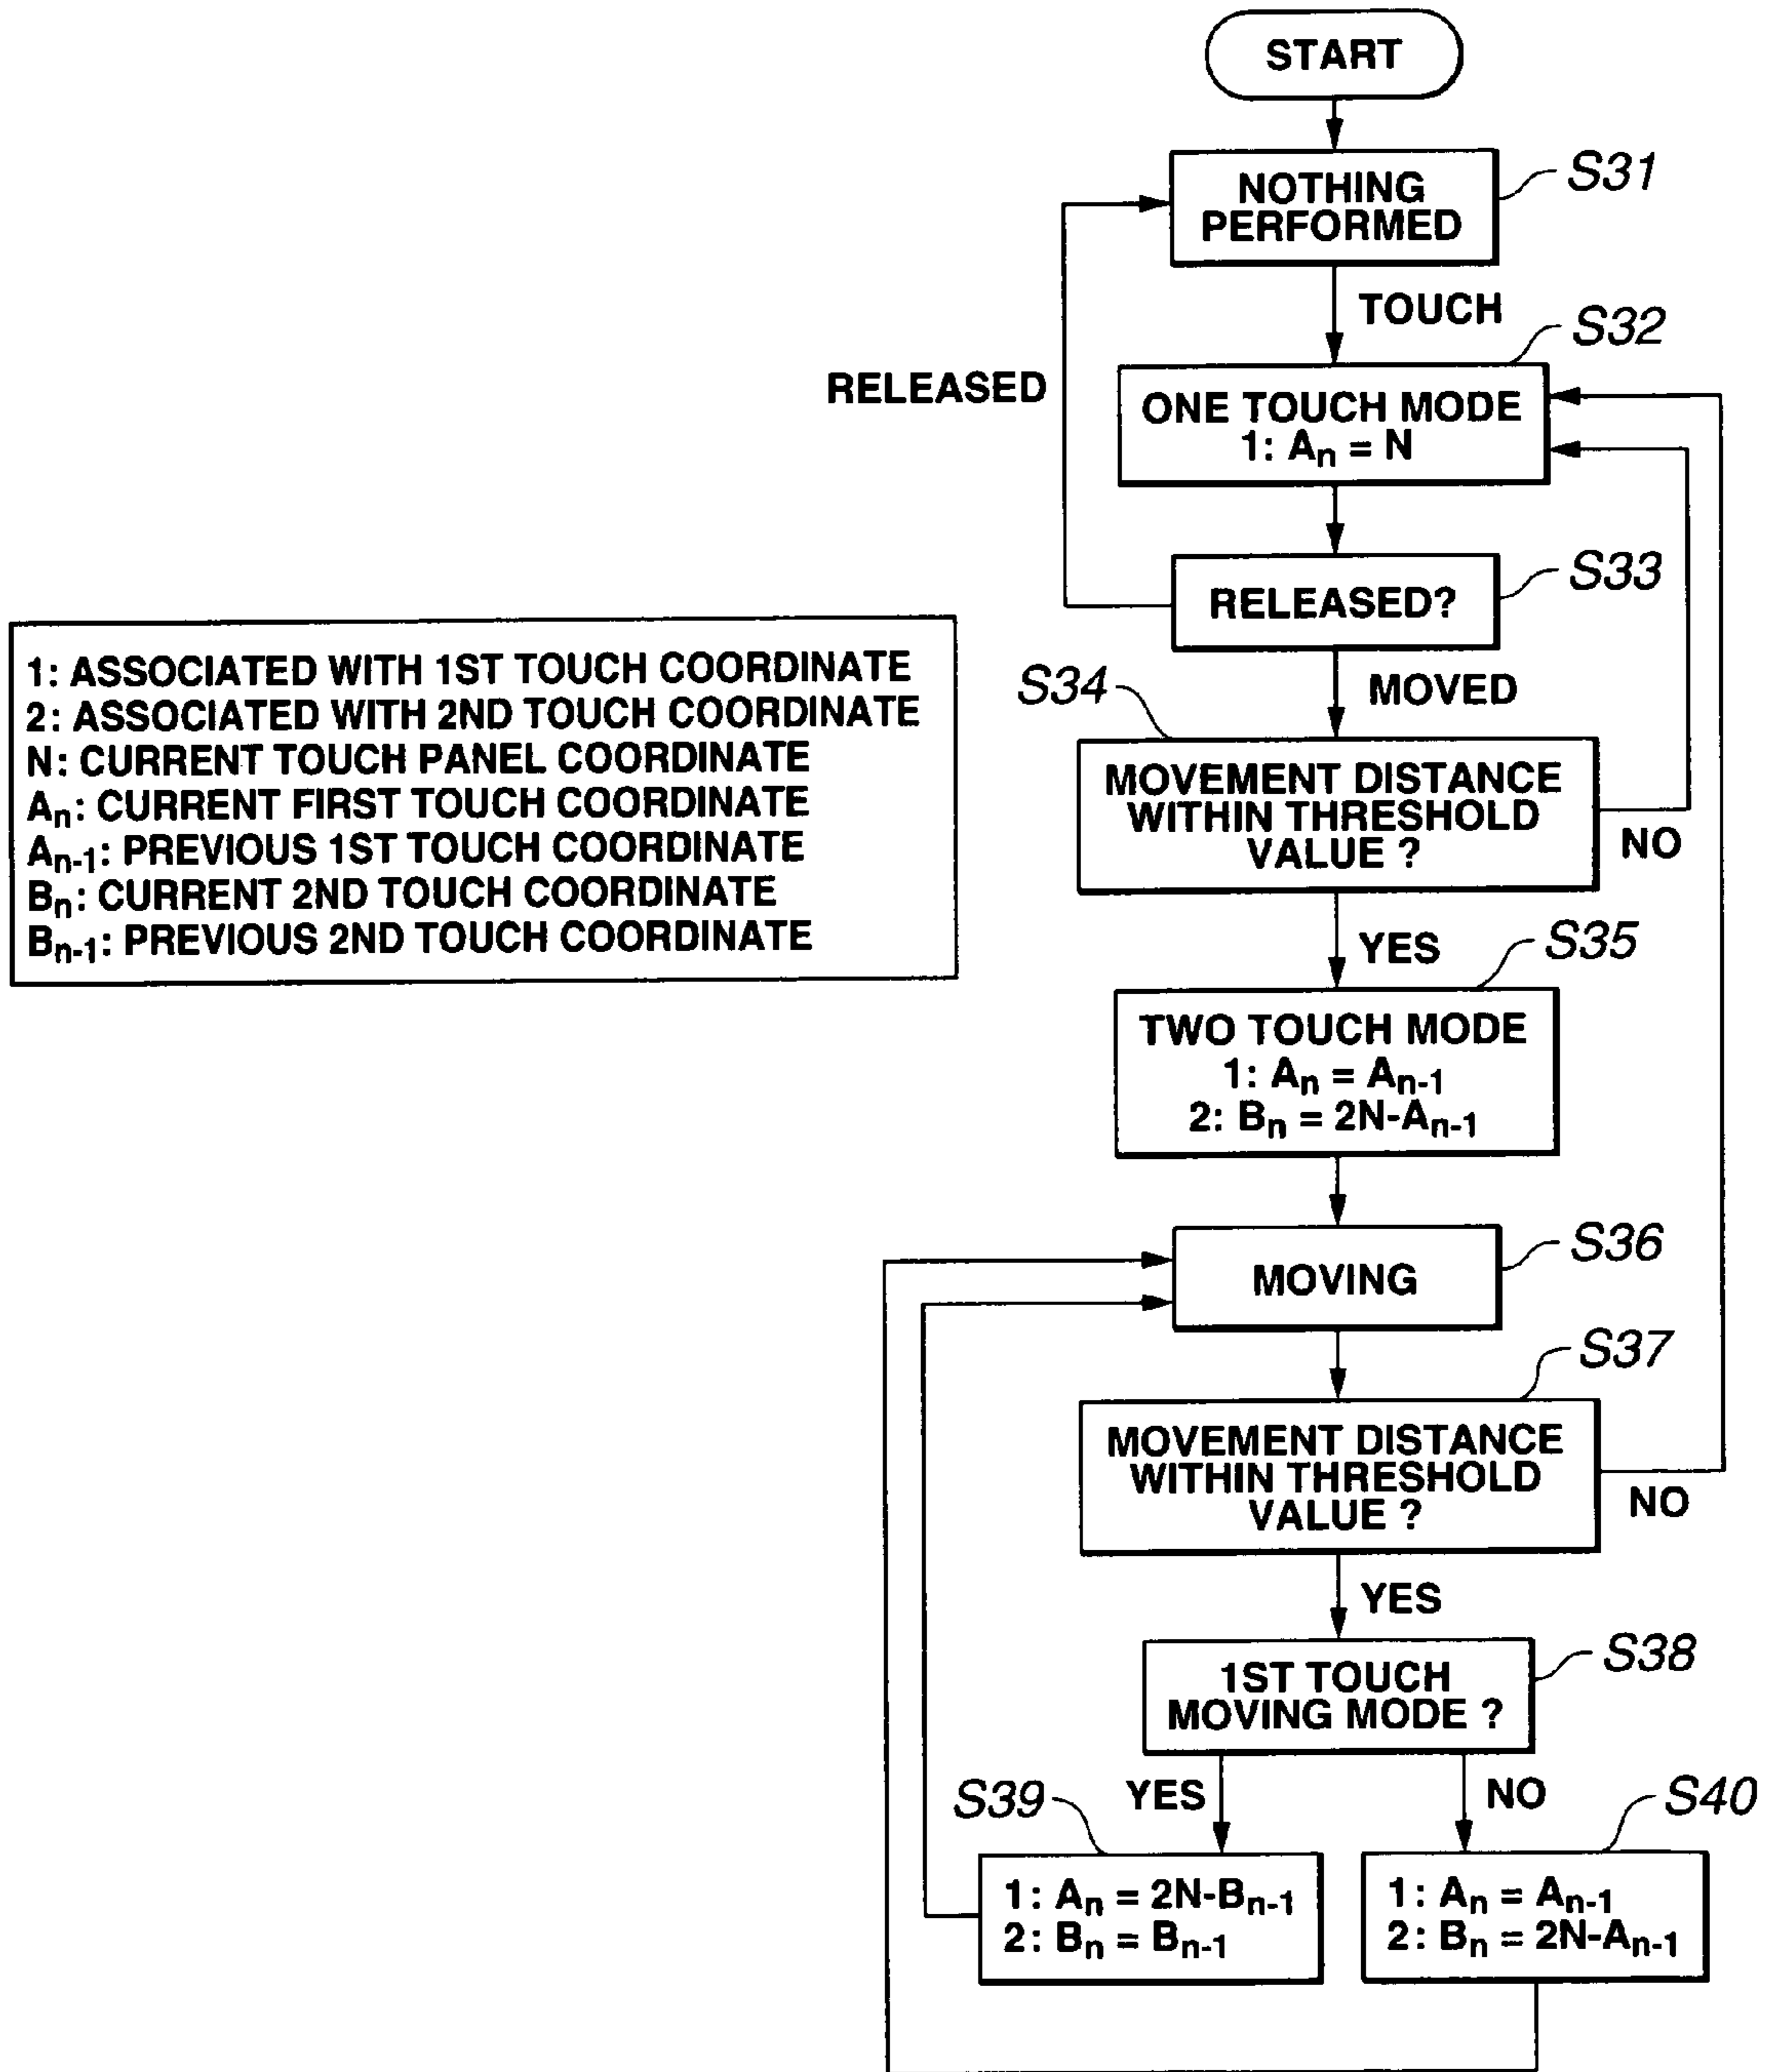 START
NOTHING
PERFORMED
S31
TOUCH
RELEASED
S32
ONE TOUCH MODE
1: An = N
S33
RELEASED?
1: ASSOCIATED WITH 1ST TOUCH COORDINATE
2: ASSOCIATED WITH 2ND TOUCH COORDINATE
N: CURRENT TOUCH PANEL COORDINATE
An: CURRENT FIRST TOUCH COORDINATE
An-1: PREVIOUS 1ST TOUCH COORDINATE
Bn: CURRENT 2ND TOUCH COORDINATE
Bn-1: PREVIOUS 2ND TOUCH COORDINATE
S34
MOVED
MOVEMENT DISTANCE
WITHIN THRESHOLD
VALUE ?
NO
YES
S35
TWO TOUCH MODE
1: An = An-1
2: Bn = 2N-An-1
S36
MOVING
S37
MOVEMENT DISTANCE
WITHIN THRESHOLD
VALUE ?
NO
YES
S38
1ST TOUCH
MOVING MODE ?
S39
YES
NO
S40
1: An = 2N-Bn-1
2: Bn = Bn-1
1: An = An-1
2: Bn = 2N-An-1